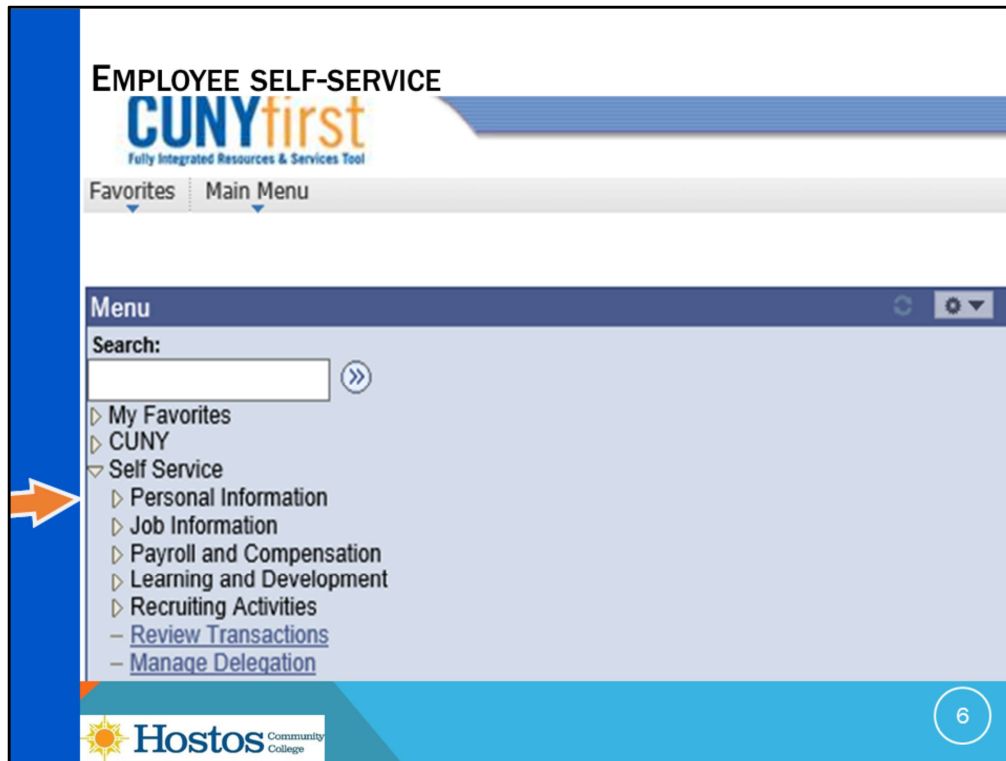 EMPLOYEE SELF-SERVICE
CUNYfirst
Fully Integrated Resources & Services Tool
Favorites Main Menu
Menu
Search:
My Favorites
CUNY
Self Service
Personal Information
Job Information
Payroll and Compensation
Learning and Development
Recruiting Activities
Review Transactions
Manage Delegation
Hostos Community College
6